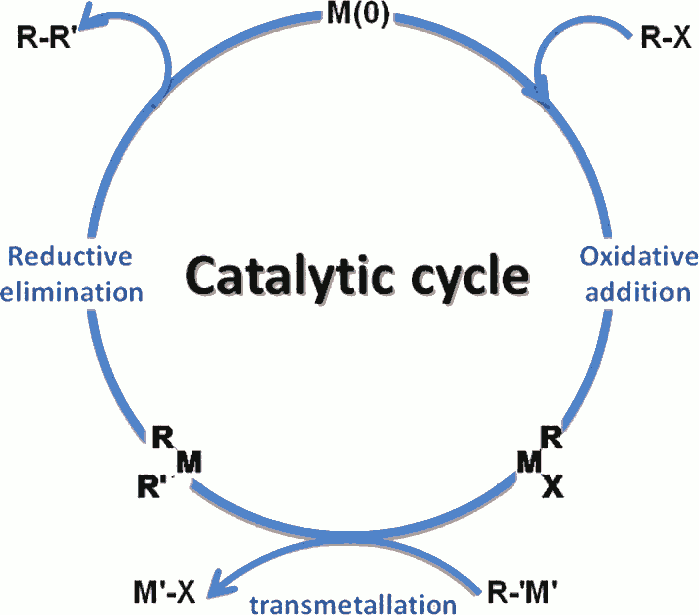 M(0)
R-R'
R-X
Reductive
elimination
Catalytic cycle
Oxidative
addition
R
M
R'
R
M
X
M'-X
transmetallation
R-'M'